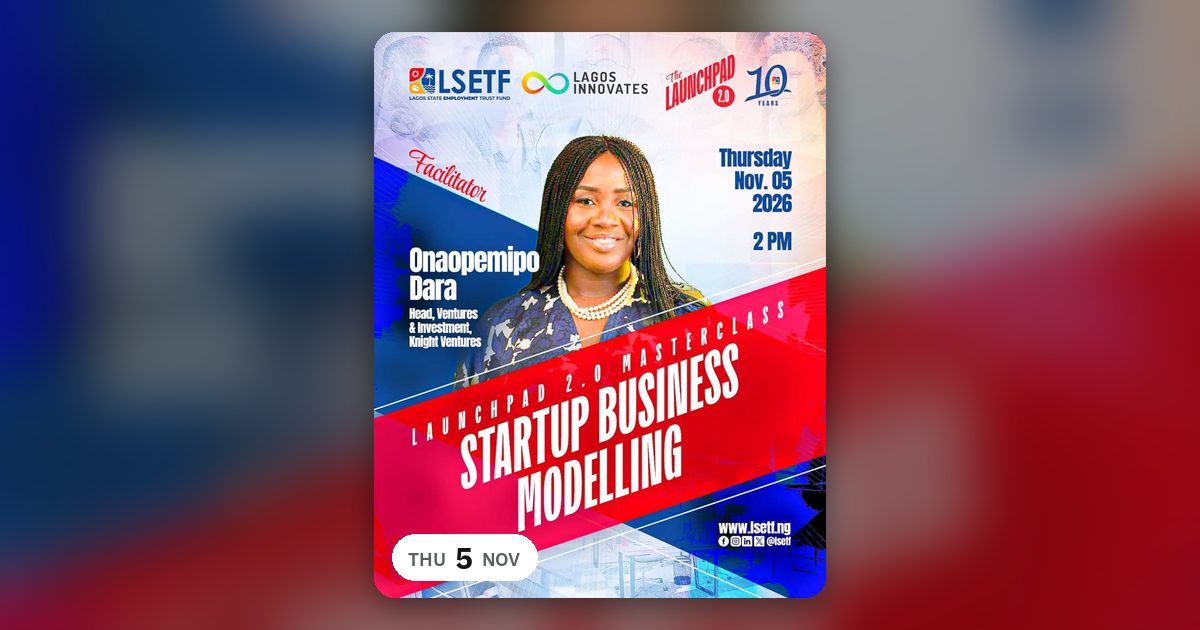 LSETF
LAGOS STATE EMPLOYMENT TRUST FUND
LAGOS
INNOVATES
The
LAUNCHPAD
2.0
10
YEARS
Facilitator
Thursday
Nov. 05
2026
2 PM
Onaopemipo
Dara
Head, Ventures
& Investment,
Knight Ventures
LAUNCHPAD 2.0 MASTERCLASS
STARTUP BUSINESS
MODELLING
www.lsetf.ng
@lsetf
THU 5 NOV